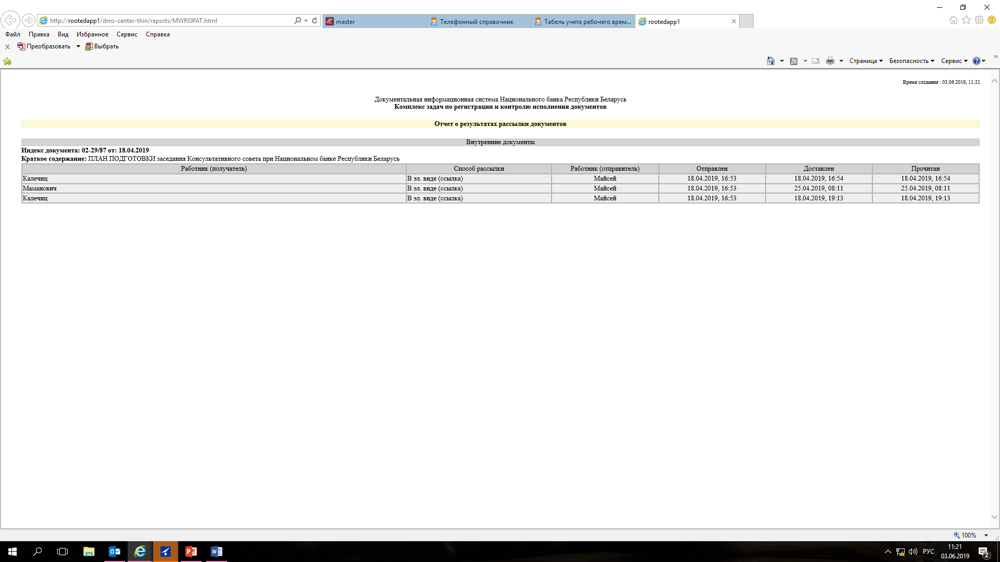 http://rootedapp1/dms-center-thin/reports/MWRI0PAT.html
master
Телефонный справочник
Табель учета рабочего врем...
rootedapp1
Файл Правка Вид Избранное Сервис Справка
Преобразовать Выбрать
Страница Безопасность Сервис
Время создания : 03.06.2019, 11:21
Документальная информационная система Национального банка Республики Беларусь
Комплекс задач по регистрации и контролю исполнения документов
Отчет о результатах рассылки документов
Внутренние документы
Индекс документа: 02-29/87 от: 18.04.2019
Краткое содержание: ПЛАН ПОДГОТОВКИ заседания Консультативного совета при Национальном банке Республики Беларусь
Работник (получатель) Способ рассылки Работник (отправитель) Отправлен Доставлен Прочитан
Калечиц В эл. виде (ссылка) Майсей 18.04.2019, 16:53 18.04.2019, 16:54 18.04.2019, 16:54
Маманович В эл. виде (ссылка) Майсей 18.04.2019, 16:53 25.04.2019, 08:11 25.04.2019, 08:11
Калечиц В эл. виде (ссылка) Майсей 18.04.2019, 16:53 18.04.2019, 19:13 18.04.2019, 19:13
100%
РУС
11:21
03.06.2019
2